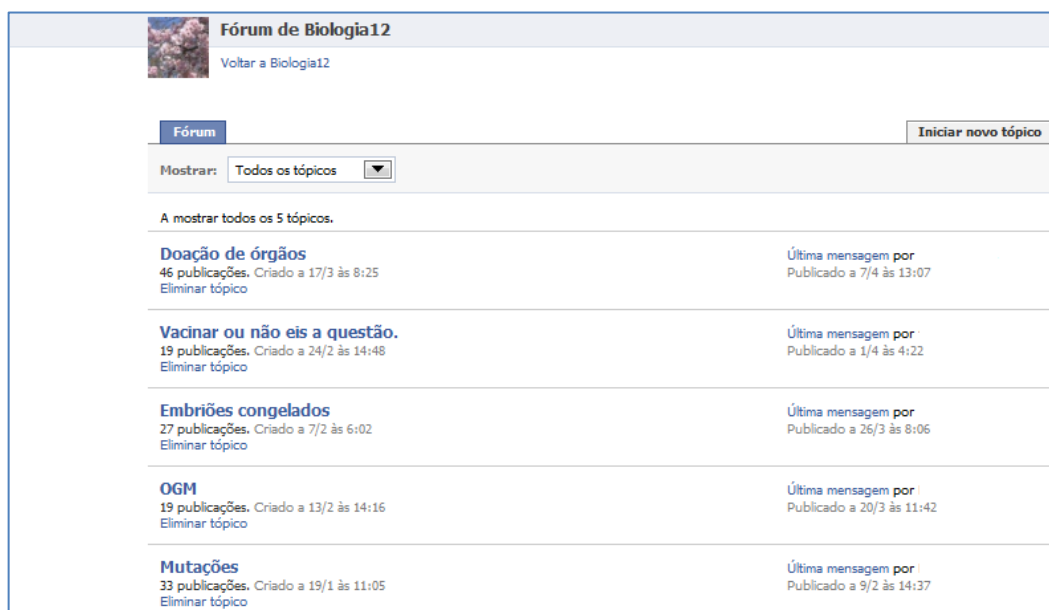 Fórum de Biologia12
Voltar a Biologia12
Fórum
Iniciar novo tópico
Mostrar: Todos os tópicos
A mostrar todos os 5 tópicos.
Doação de órgãos
46 publicações. Criado a 17/3 às 8:25
Eliminar tópico
Última mensagem por
Publicado a 7/4 às 13:07
Vacinar ou não eis a questão.
19 publicações. Criado a 24/2 às 14:48
Eliminar tópico
Última mensagem por
Publicado a 1/4 às 4:22
Embriões congelados
27 publicações. Criado a 7/2 às 6:02
Eliminar tópico
Última mensagem por
Publicado a 26/3 às 8:06
OGM
19 publicações. Criado a 13/2 às 14:16
Eliminar tópico
Última mensagem por
Publicado a 20/3 às 11:42
Mutações
33 publicações. Criado a 19/1 às 11:05
Eliminar tópico
Última mensagem por
Publicado a 9/2 às 14:37